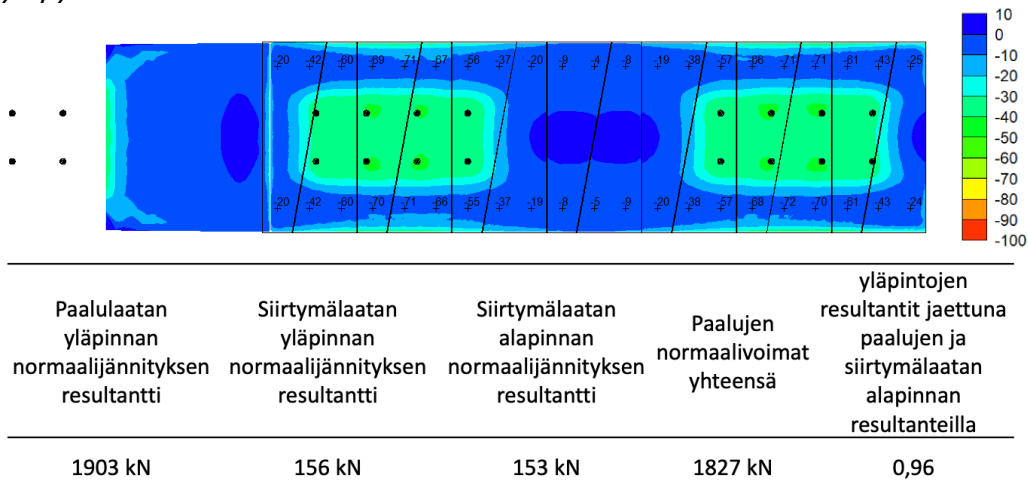 10
0
-10
-20
-30
-40
-50
-60
-70
-80
-90
-100
-20 -42 -60 -69 -71 -67 -56 -37 -20 -9 -4 -8 -19 -38 -57 -68 -71 -71 -61 -43 -25
-20 -42 -60 -70 -71 -66 -55 -37 -19 -8 -5 -9 -20 -38 -56 -68 -72 -70 -61 -43 -24
Paalulaatan
yläpinnan
normaalijännityksen
resultantti
Siirtymälaatan
yläpinnan
normaalijännityksen
resultantti
Siirtymälaatan
alapinnan
normaalijännityksen
resultantti
Paalujen
normaalivoimat
yhteensä
yläpintojen
resultantit jaettuna
paalujen ja
siirtymälaatan
alapinnan
resultanteilla
1903 kN 156 kN 153 kN 1827 kN 0,96